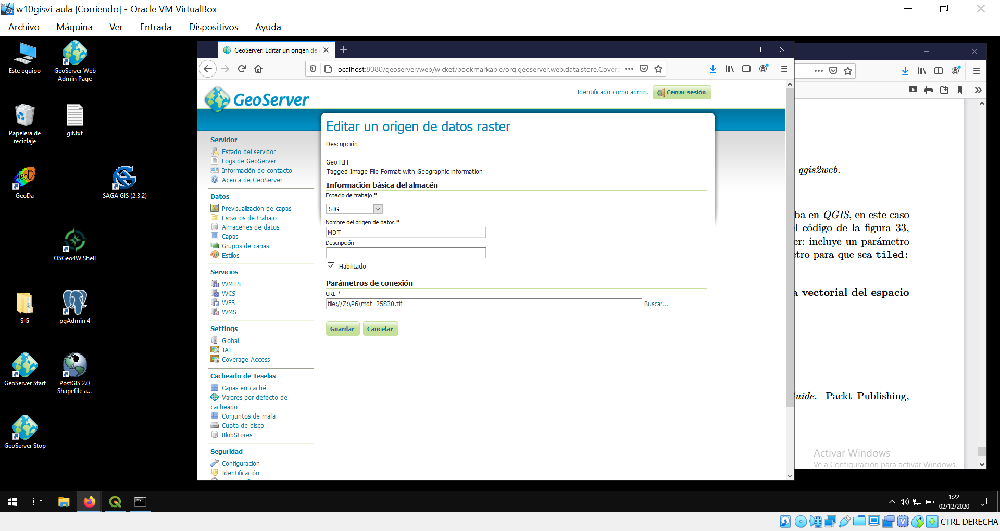 w10gisvi_aula [Corriendo] - Oracle VM VirtualBox
Archivo Máquina Ver Entrada Dispositivos Ayuda
Este equipo
GeoServer Web
Admin Page
Papelera de
reciclaje
git.txt
GeoDa
SAGA GIS (2.3.2)
OSGeo4W Shell
SIG
pgAdmin 4
GeoServer Start
PostGIS 2.0
Shapefile a...
GeoServer Stop
GeoServer: Editar un origen de
localhost:8080/geoserver/web/wicket/bookmarkable/org.geoserver.web.data.store.Covera
GeoServer
Identificado como admin.
Cerrar sesión
Servidor
Estado del servidor
Logs de GeoServer
Información de contacto
Acerca de GeoServer
Datos
Previsualización de capas
Espacios de trabajo
Almacenes de datos
Capas
Grupos de capas
Estilos
Servicios
WMTS
WCS
WFS
WMS
Settings
Global
JAI
Coverage Access
Cacheado de Teselas
Capas en caché
Valores por defecto de
cacheado
Conjuntos de malla
Cuota de disco
BlobStores
Seguridad
Configuración
Identificación
Editar un origen de datos raster
Descripción
GeoTIFF
Tagged Image File Format with Geographic information
Información básica del almacén
Espacio de trabajo *
SIG
Nombre del origen de datos *
MDT
Descripción
Habilitado
Parámetros de conexión
URL *
file://Z:\P6\mdt_25830.tif
Buscar...
Guardar
Cancelar
qgis2web.
ba en QGIS, en este caso
l código de la figura 33,
er: incluye un parámetro
etro para que sea tiled:
a vectorial del espacio
uide. Packt Publishing,
Activar Windows
Ve a Configuración para activar Windows.
1:22
02/12/2020
CTRL DERECHA